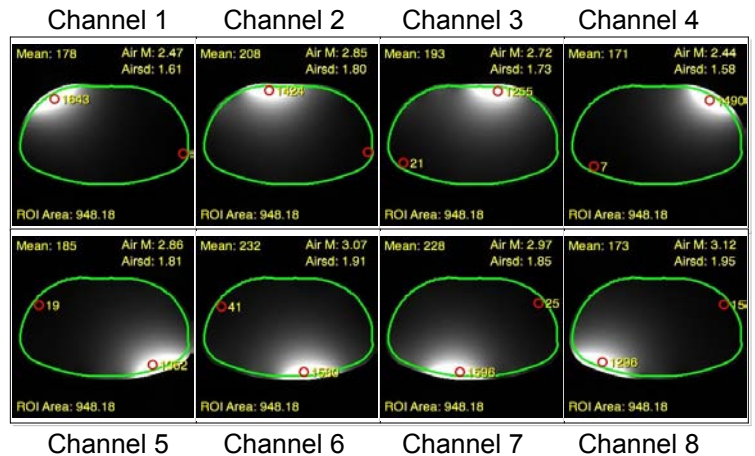 Channel 1 Channel 2 Channel 3 Channel 4
Mean: 178 Air M: 2.47
Airsd: 1.61
1643
ROI Area: 948.18
Mean: 208 Air M: 2.85
Airsd: 1.80
1424
ROI Area: 948.18
Mean: 193 Air M: 2.72
Airsd: 1.73
1255
21
ROI Area: 948.18
Mean: 171 Air M: 2.44
Airsd: 1.58
1490
7
ROI Area: 948.18
Mean: 185 Air M: 2.86
Airsd: 1.81
19
ROI Area: 948.18
Mean: 232 Air M: 3.07
Airsd: 1.91
41
ROI Area: 948.18
Mean: 228 Air M: 2.97
Airsd: 1.85
25
1596
ROI Area: 948.18
Mean: 173 Air M: 3.12
Airsd: 1.95
1296
ROI Area: 948.18
Channel 5 Channel 6 Channel 7 Channel 8